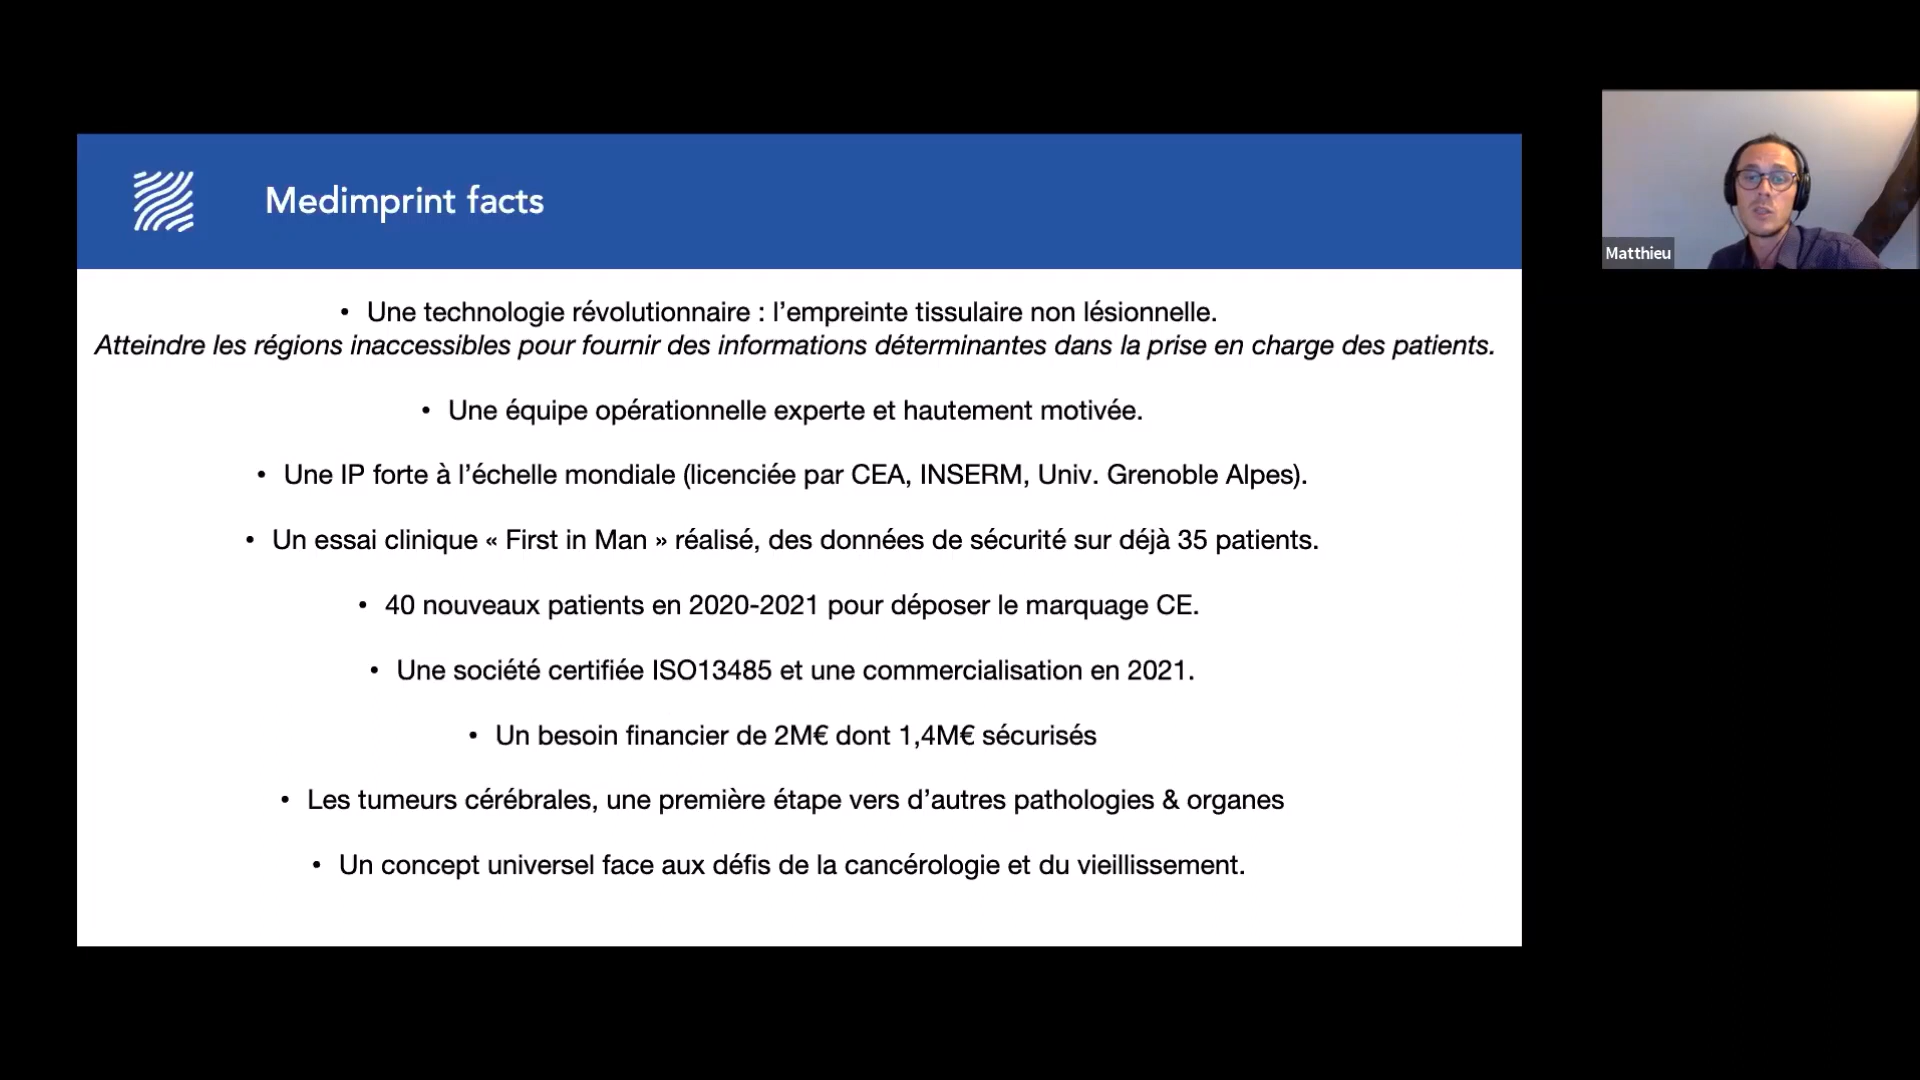 Medimprint facts
• Une technologie révolutionnaire : l’empreinte tissulaire non lésionnelle.
Atteindre les régions inaccessibles pour fournir des informations déterminantes dans la prise en charge des patients.
• Une équipe opérationnelle experte et hautement motivée.
• Une IP forte à l’échelle mondiale (licenciée par CEA, INSERM, Univ. Grenoble Alpes).
• Un essai clinique « First in Man » réalisé, des données de sécurité sur déjà 35 patients.
• 40 nouveaux patients en 2020-2021 pour déposer le marquage CE.
• Une société certifiée ISO13485 et une commercialisation en 2021.
• Un besoin financier de 2M€ dont 1,4M€ sécurisés
• Les tumeurs cérébrales, une première étape vers d’autres pathologies & organes
• Un concept universel face aux défis de la cancérologie et du vieillissement.
Matthieu